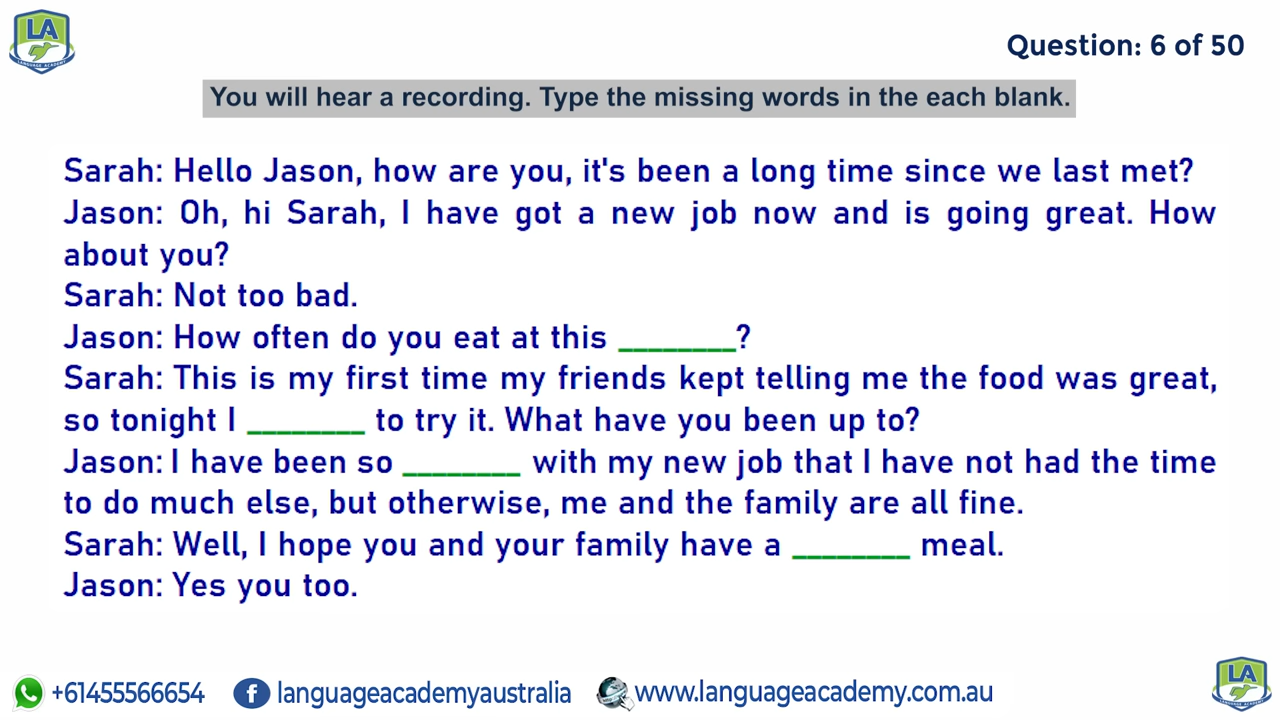 LA
LANGUAGE ACADEMY
Question: 6 of 50
You will hear a recording. Type the missing words in the each blank.
Sarah: Hello Jason, how are you, it's been a long time since we last met?
Jason: Oh, hi Sarah, I have got a new job now and is going great. How
about you?
Sarah: Not too bad.
Jason: How often do you eat at this ________?
Sarah: This is my first time my friends kept telling me the food was great,
so tonight I ________ to try it. What have you been up to?
Jason: I have been so ________ with my new job that I have not had the time
to do much else, but otherwise, me and the family are all fine.
Sarah: Well, I hope you and your family have a ________ meal.
Jason: Yes you too.
+61455566654 f languageacademyaustralia www.languageacademy.com.au
LA
LANGUAGE ACADEMY